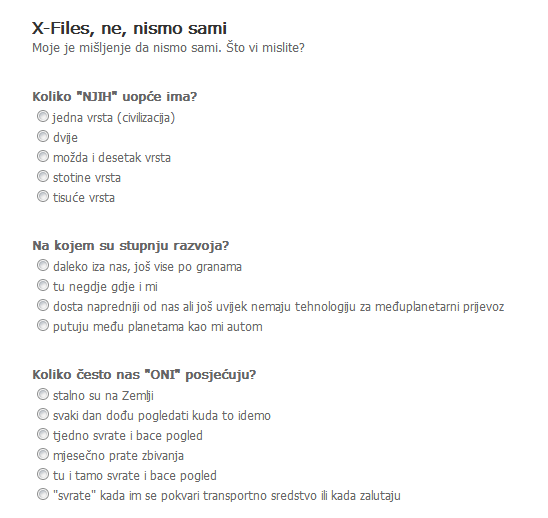 X-Files, ne, nismo sami
Moje je mišljenje da nismo sami. Što vi mislite?
Koliko "NJIH" uopće ima?
jedna vrsta (civilizacija)
dvije
možda i desetak vrsta
stotine vrsta
tisuće vrsta
Na kojem su stupnju razvoja?
daleko iza nas, još vise po granama
tu negdje gdje i mi
dosta napredniji od nas ali još uvijek nemaju tehnologiju za međuplanetarni prijevoz
putuju među planetama kao mi autom
Koliko često nas "ONI" posjećuju?
stalno su na Zemlji
svaki dan dođu pogledati kuda to idemo
tjedno svrate i bace pogled
mjesečno prate zbivanja
tu i tamo svrate i bace pogled
"svrate" kada im se pokvari transportno sredstvo ili kada zalutaju